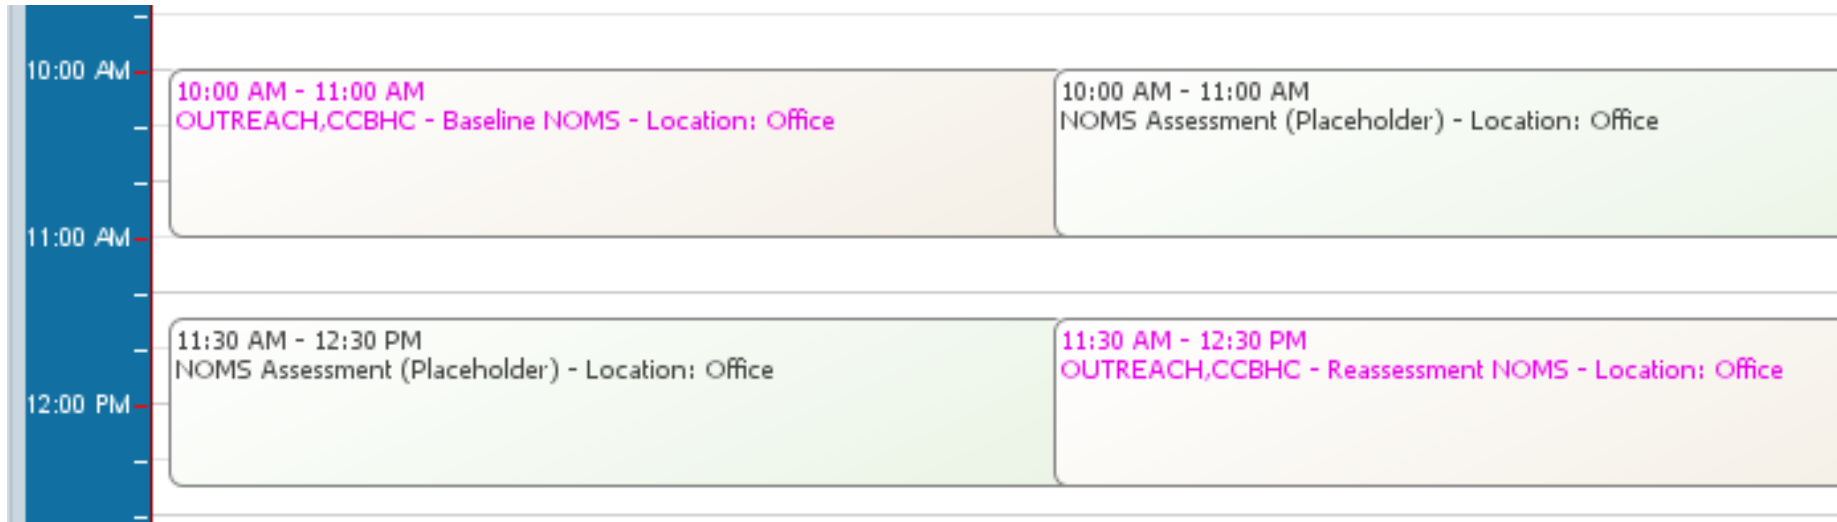 10:00 AM
10:00 AM - 11:00 AM
OUTREACH,CCBHC - Baseline NOMS - Location: Office
10:00 AM - 11:00 AM
NOMS Assessment (Placeholder) - Location: Office
11:00 AM
11:30 AM - 12:30 PM
NOMS Assessment (Placeholder) - Location: Office
11:30 AM - 12:30 PM
OUTREACH,CCBHC - Reassessment NOMS - Location: Office
12:00 PM